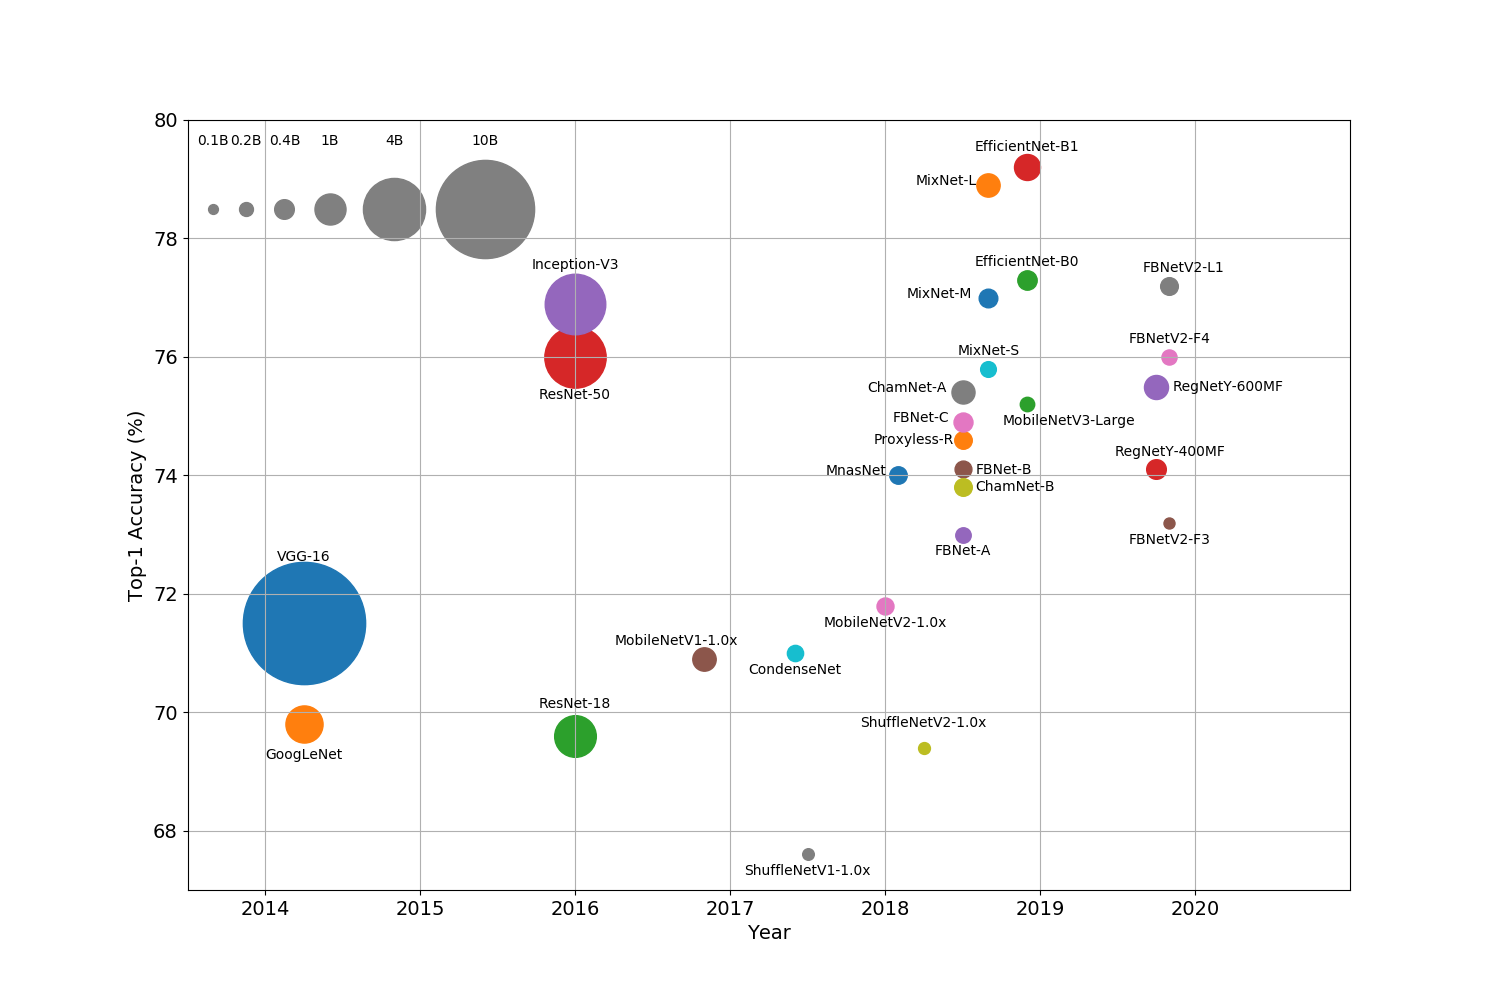 80
0.1B 0.2B 0.4B 1B 4B 10B
EfficientNet-B1
MixNet-L
78
Inception-V3
EfficientNet-B0
FBNetV2-L1
MixNet-M
FBNetV2-F4
76
MixNet-S
ResNet-50
ChamNet-A
RegNetY-600MF
FBNet-C
MobileNetV3-Large
Proxyless-R
RegNetY-400MF
74
MnasNet
FBNet-B
ChamNet-B
FBNetV2-F3
FBNet-A
VGG-16
72
MobileNetV2-1.0x
MobileNetV1-1.0x
CondenseNet
70
ResNet-18
ShuffleNetV2-1.0x
GoogLeNet
68
ShuffleNetV1-1.0x
Top-1 Accuracy (%)
2014 2015 2016 2017 2018 2019 2020
Year